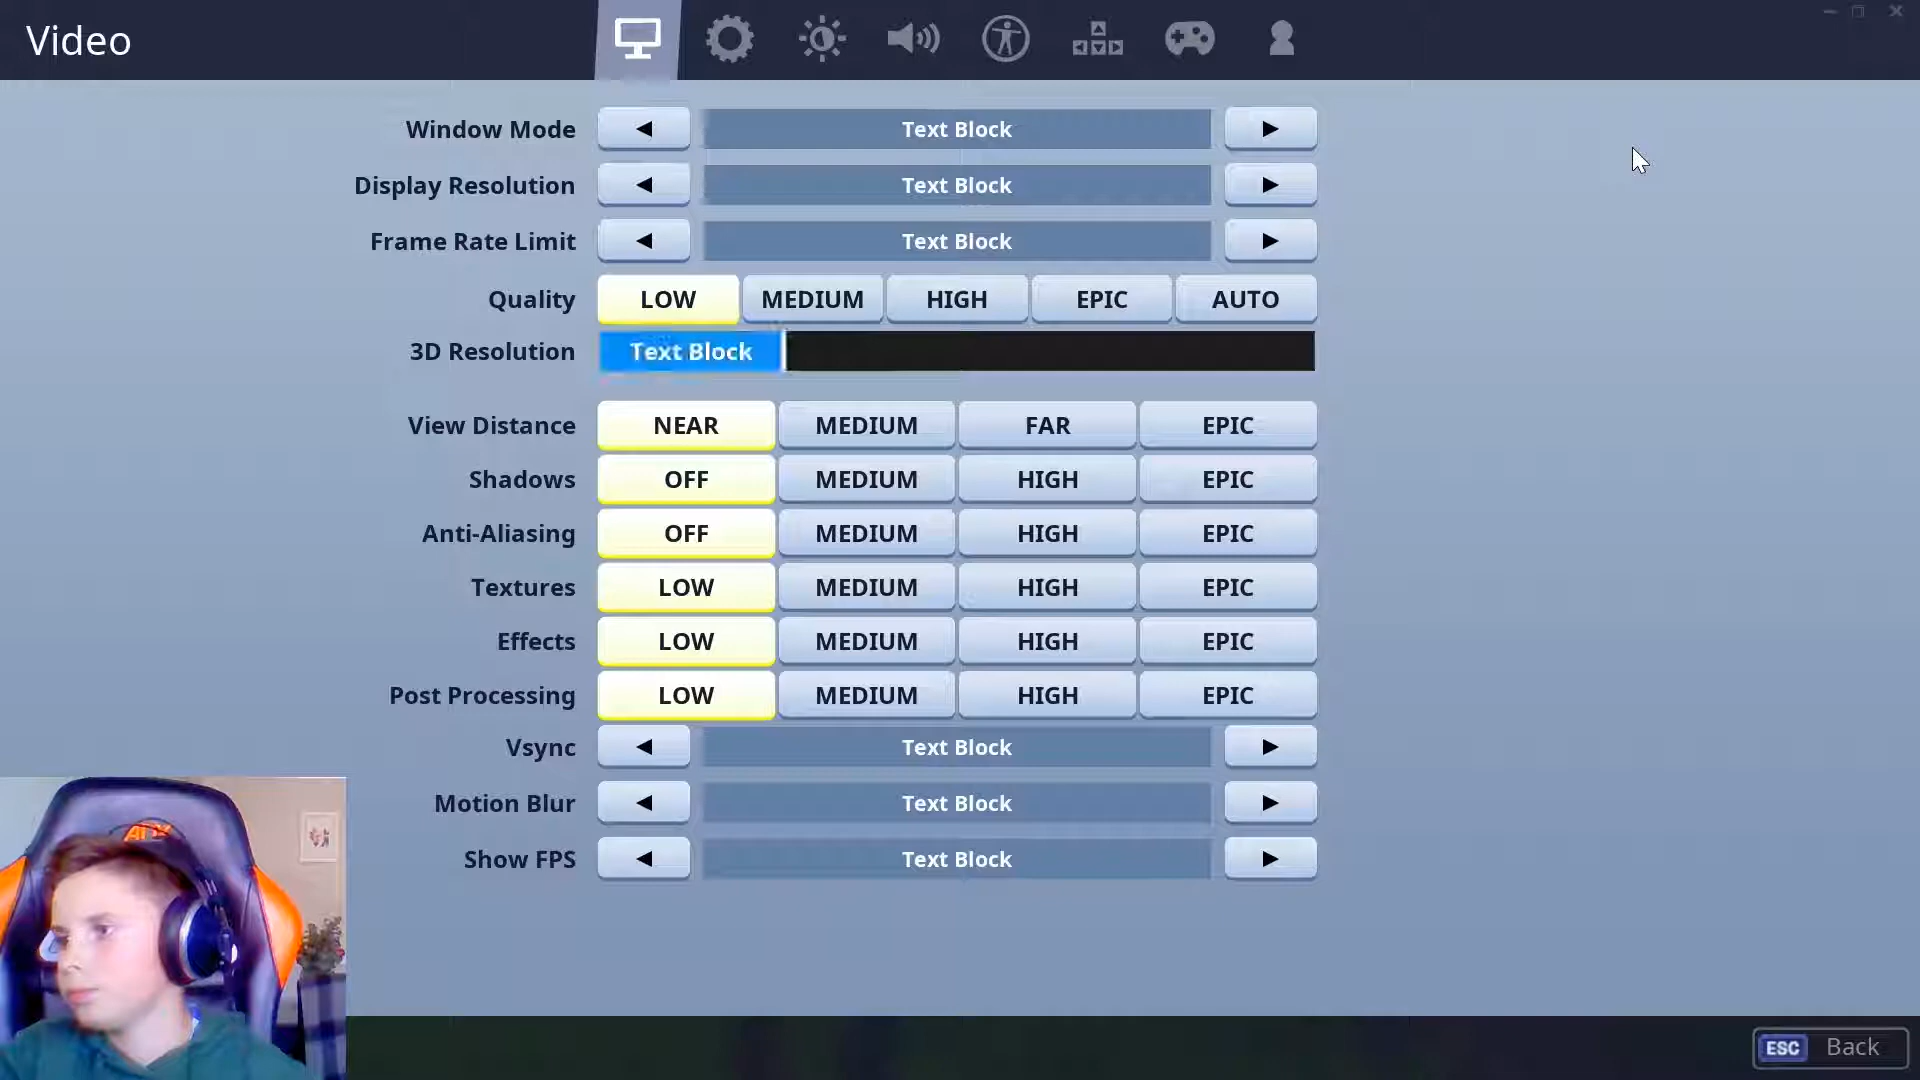 Video
Window Mode Text Block
Display Resolution Text Block
Frame Rate Limit Text Block
Quality LOW MEDIUM HIGH EPIC AUTO
3D Resolution Text Block
View Distance NEAR MEDIUM FAR EPIC
Shadows OFF MEDIUM HIGH EPIC
Anti-Aliasing OFF MEDIUM HIGH EPIC
Textures LOW MEDIUM HIGH EPIC
Effects LOW MEDIUM HIGH EPIC
Post Processing LOW MEDIUM HIGH EPIC
Vsync Text Block
Motion Blur Text Block
Show FPS Text Block
ESC Back